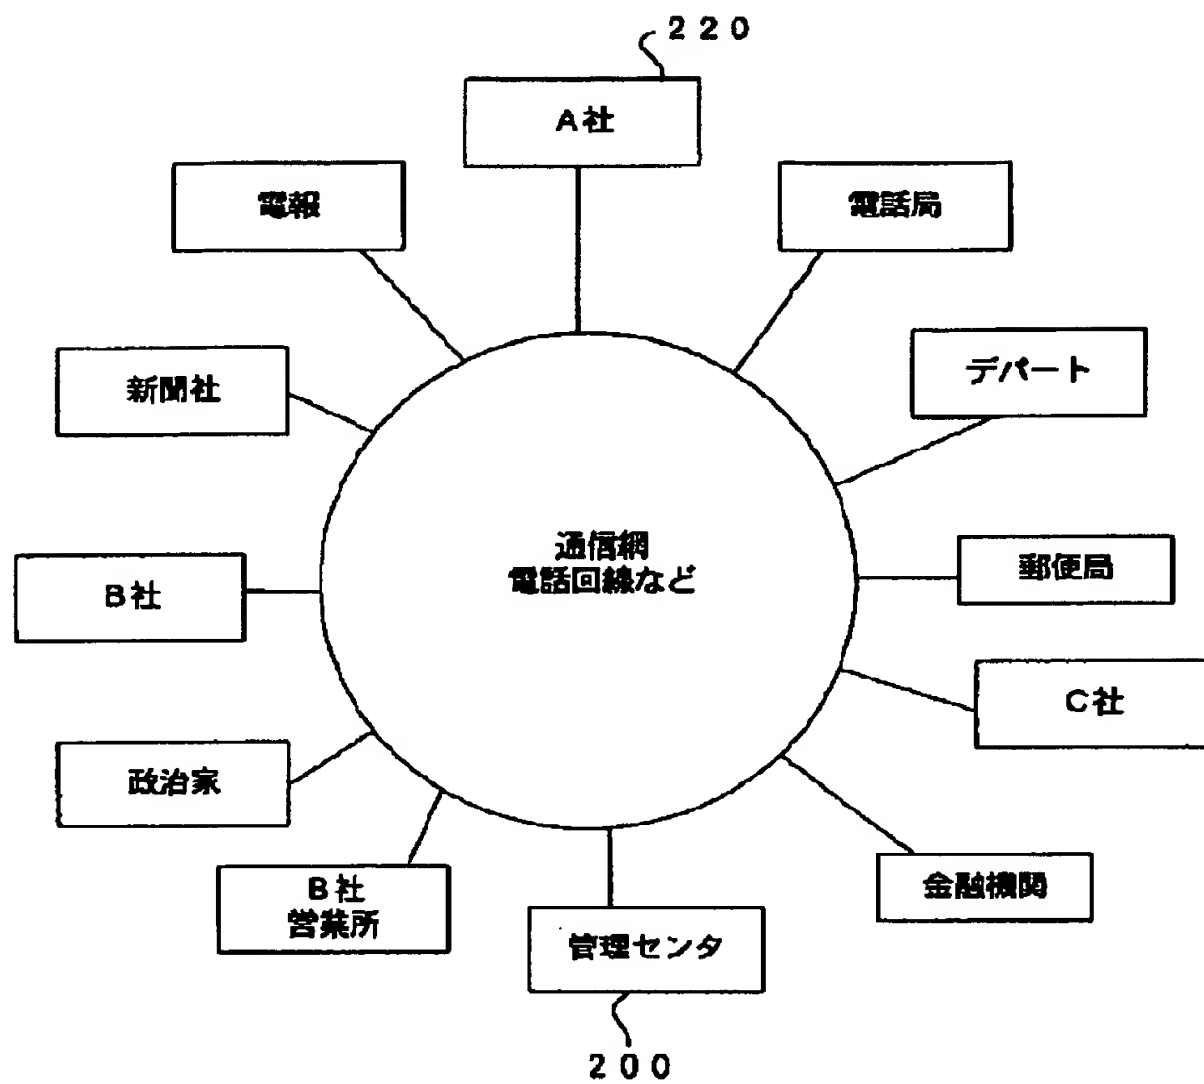 ２２０
Ａ社
電報
電話局
新聞社
デパート
通信網
電話回線など
Ｂ社
郵便局
Ｃ社
政治家
Ｂ社
営業所
金融機関
管理センタ
２００